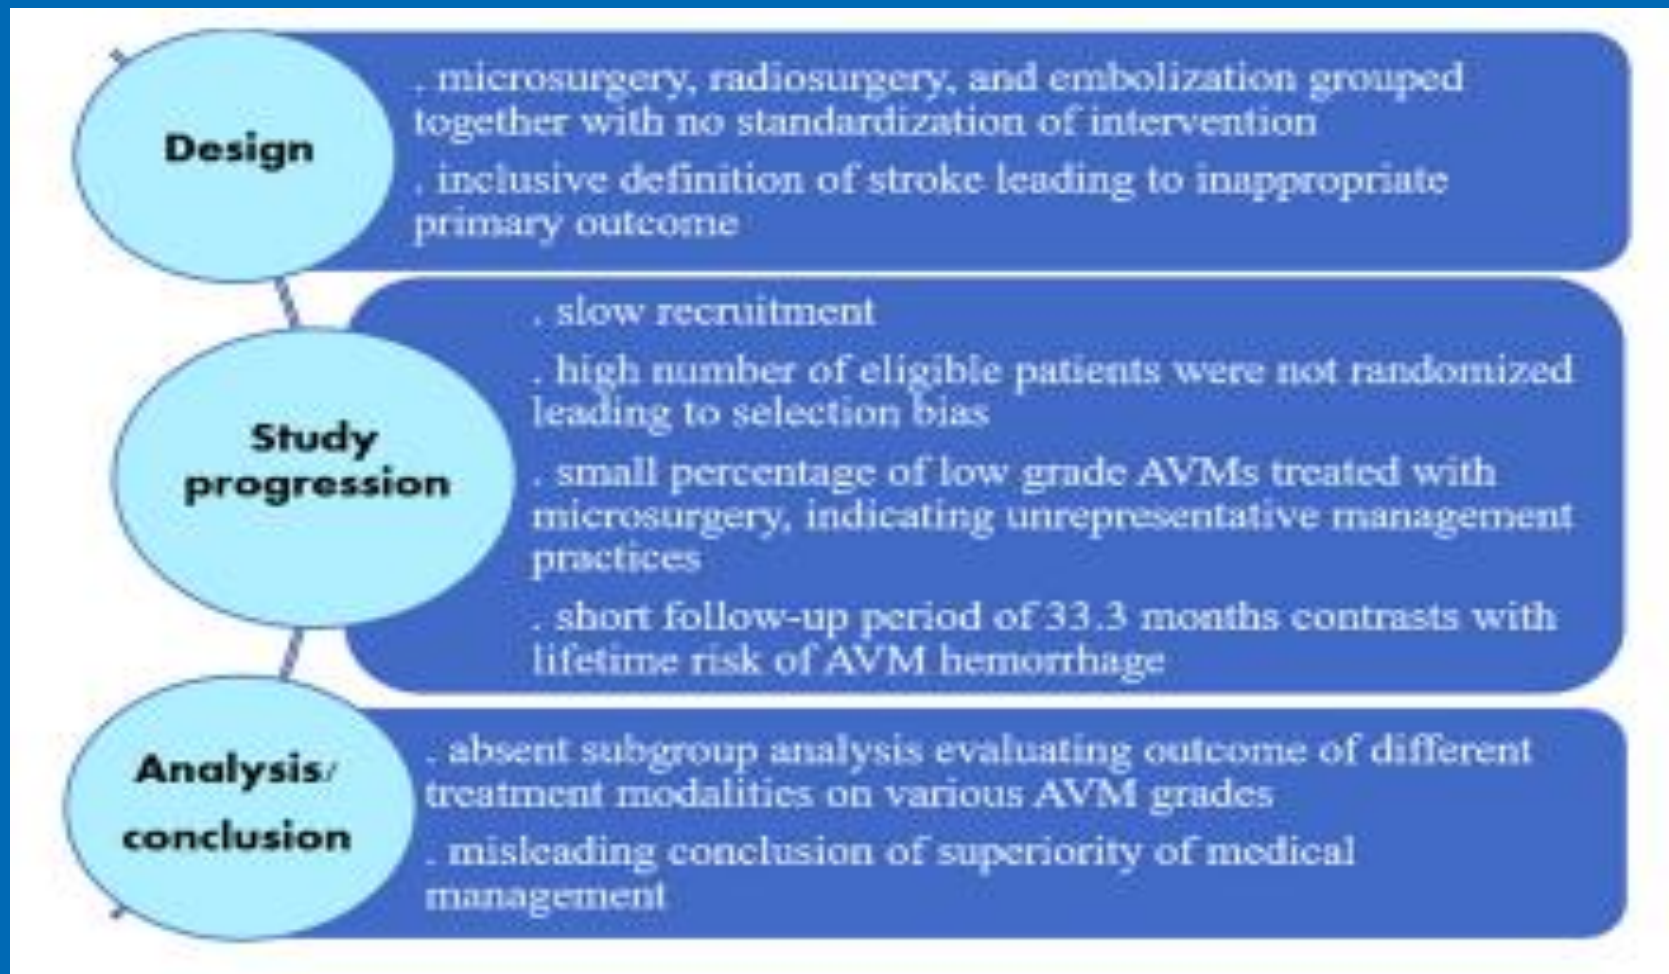 Design
. microsurgery, radiosurgery, and embolization grouped
together with no standardization of intervention
. inclusive definition of stroke leading to inappropriate
primary outcome
Study
progression
. slow recruitment
. high number of eligible patients were not randomized
leading to selection bias
. small percentage of low grade AVMs treated with
microsurgery, indicating unrepresentative management
practices
. short follow-up period of 33.3 months contrasts with
lifetime risk of AVM hemorrhage
Analysis/
conclusion
. absent subgroup analysis evaluating outcome of different
treatment modalities on various AVM grades
. misleading conclusion of superiority of medical
management